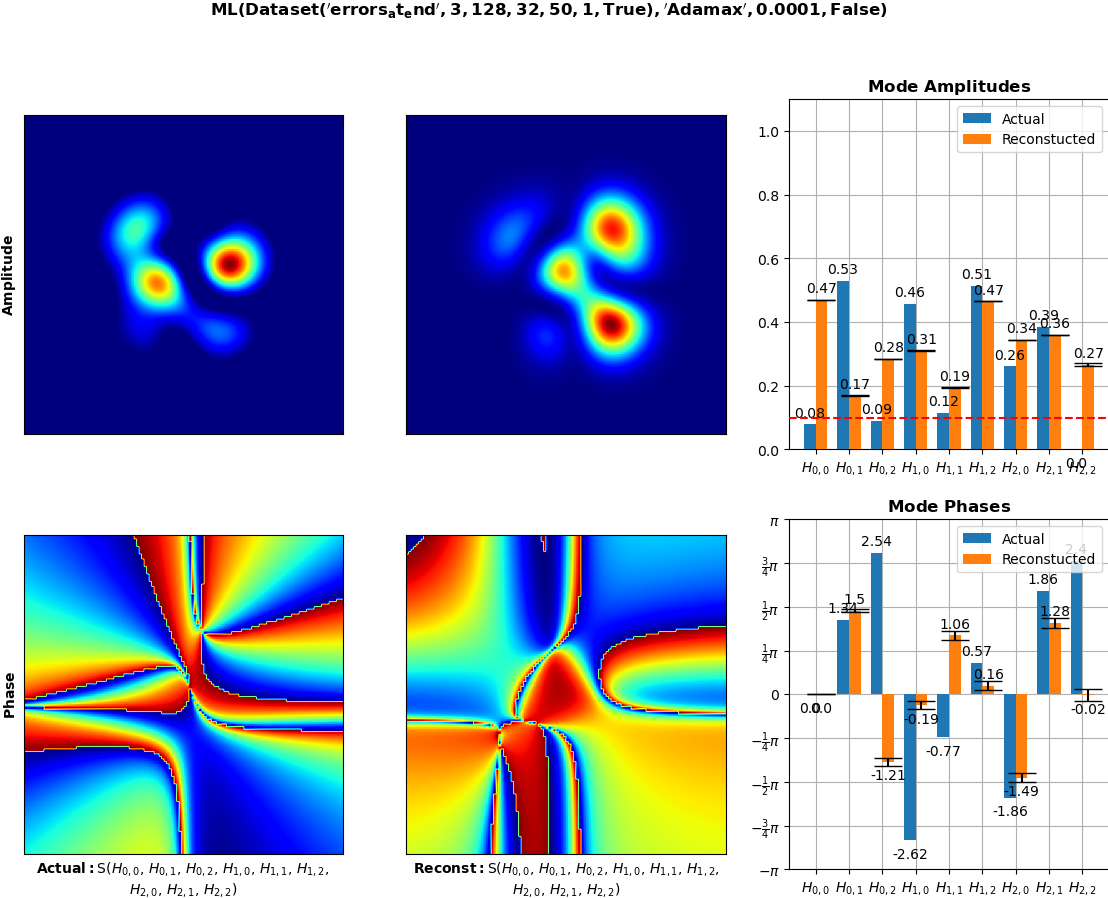 ML(Dataset('errors_at_end', 3, 128, 32, 50, 1, True), 'Adamax', 0.0001, False)
Mode Amplitudes
Amplitude
Actual
Reconstucted
1.0
0.8
0.6
0.4
0.2
0.0
0.08
0.47
0.53
0.17
0.09
0.28
0.46
0.31
0.12
0.19
0.51
0.47
0.26
0.34
0.39
0.36
0.0
0.27
H0,0 H0,1 H0,2 H1,0 H1,1 H1,2 H2,0 H2,1 H2,2
Mode Phases
Phase
Actual
Reconstucted
π
3/4π
1/2π
1/4π
0
−1/4π
−1/2π
−3/4π
−π
0.0
0.0
1.34
1.5
2.54
-1.21
-2.62
-0.19
-0.77
1.06
0.57
0.16
-1.86
-1.49
1.86
1.28
2.4
-0.02
H0,0 H0,1 H0,2 H1,0 H1,1 H1,2 H2,0 H2,1 H2,2
Actual: S(H0,0, H0,1, H0,2, H1,0, H1,1, H1,2,
H2,0, H2,1, H2,2)
Reconst: S(H0,0, H0,1, H0,2, H1,0, H1,1, H1,2,
H2,0, H2,1, H2,2)